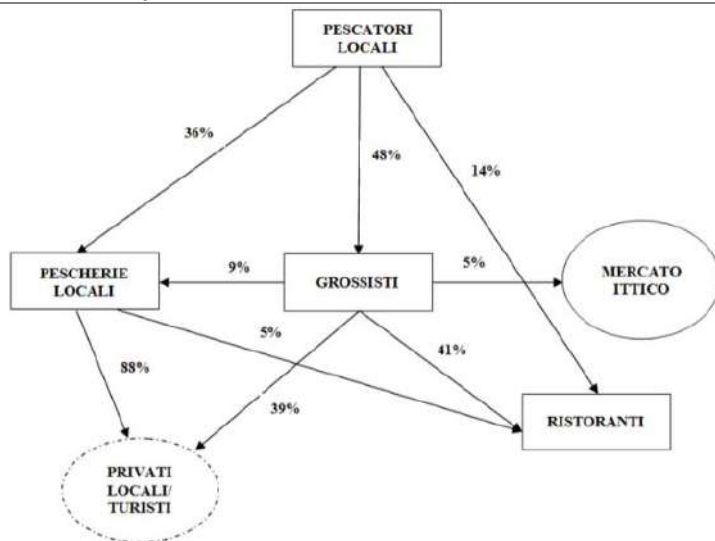 PESCATORI
LOCALI
36%
48%
14%
PESCHERIE
LOCALI
9%
GROSSISTI
5%
MERCATO
ITTICO
88%
5%
41%
39%
RISTORANTI
PRIVATI
LOCALI/
TURISTI